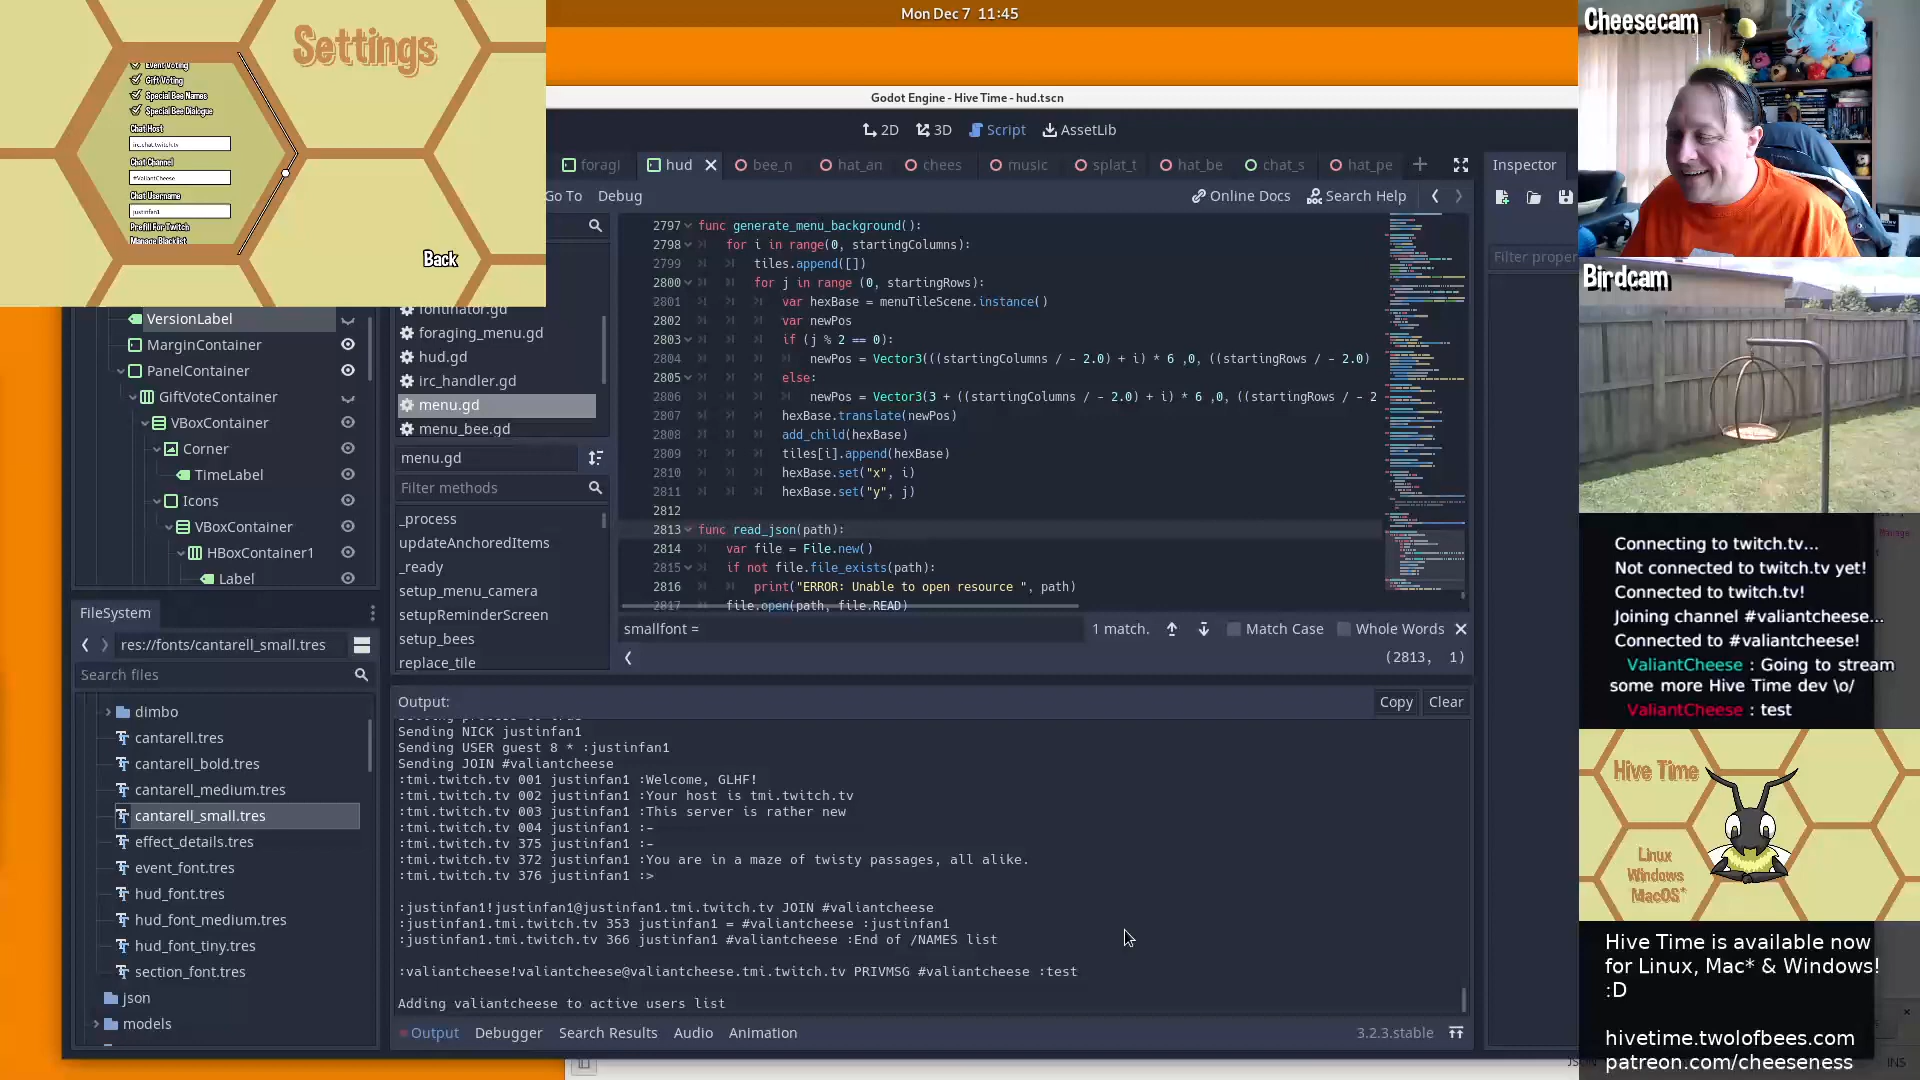 Mon Dec 7 11:45
Settings
Event Voting
Gift Voting
Special Bee Names
Special Bee Dialogue
Chat Host
irc.chat.twitch.tv
Chat Channel
#ValiantCheese
Chat Username
justinfan1
Prefill For Twitch
Manage Blacklist
Back
Godot Engine - Hive Time - hud.tscn
2D
3D
Script
AssetLib
foragi
hud
bee_n
hat_an
chees
music
splat_t
hat_be
chat_s
hat_pe
Go To
Debug
Online Docs
Search Help
Inspector
Filter proper
VersionLabel
MarginContainer
PanelContainer
GiftVoteContainer
VBoxContainer
Corner
TimeLabel
Icons
VBoxContainer
HBoxContainer1
Label
fontinator.gd
foraging_menu.gd
hud.gd
irc_handler.gd
menu.gd
menu_bee.gd
menu.gd
Filter methods
_process
updateAnchoredItems
_ready
setup_menu_camera
setupReminderScreen
setup_bees
replace_tile
2797 func generate_menu_background():
2798 for i in range(0, startingColumns):
2799 tiles.append([])
2800 for j in range (0, startingRows):
2801 var hexBase = menuTileScene.instance()
2802 var newPos
2803 if (j % 2 == 0):
2804 newPos = Vector3(((startingColumns / - 2.0) + i) * 6 ,0, ((startingRows / - 2.0)
2805 else:
2806 newPos = Vector3(3 + ((startingColumns / - 2.0) + i) * 6 ,0, ((startingRows / - 2
2807 hexBase.translate(newPos)
2808 add_child(hexBase)
2809 tiles[i].append(hexBase)
2810 hexBase.set("x", i)
2811 hexBase.set("y", j)
2812
2813 func read_json(path):
2814 var file = File.new()
2815 if not file.file_exists(path):
2816 print("ERROR: Unable to open resource ", path)
2817 file.open(path, file.READ)
smallfont =
1 match.
Match Case
Whole Words
(2813, 1)
FileSystem
res://fonts/cantarell_small.tres
Search files
dimbo
cantarell.tres
cantarell_bold.tres
cantarell_medium.tres
cantarell_small.tres
effect_details.tres
event_font.tres
hud_font.tres
hud_font_medium.tres
hud_font_tiny.tres
section_font.tres
json
models
Output:
Copy
Clear
Sending NICK justinfan1
Sending USER guest 8 * :justinfan1
Sending JOIN #valiantcheese
:tmi.twitch.tv 001 justinfan1 :Welcome, GLHF!
:tmi.twitch.tv 002 justinfan1 :Your host is tmi.twitch.tv
:tmi.twitch.tv 003 justinfan1 :This server is rather new
:tmi.twitch.tv 004 justinfan1 :-
:tmi.twitch.tv 375 justinfan1 :-
:tmi.twitch.tv 372 justinfan1 :You are in a maze of twisty passages, all alike.
:tmi.twitch.tv 376 justinfan1 :>
:justinfan1!justinfan1@justinfan1.tmi.twitch.tv JOIN #valiantcheese
:justinfan1.tmi.twitch.tv 353 justinfan1 = #valiantcheese :justinfan1
:justinfan1.tmi.twitch.tv 366 justinfan1 #valiantcheese :End of /NAMES list
:valiantcheese!valiantcheese@valiantcheese.tmi.twitch.tv PRIVMSG #valiantcheese :test
Adding valiantcheese to active users list
Output
Debugger
Search Results
Audio
Animation
3.2.3.stable
Cheesecam
Birdcam
Connecting to twitch.tv...
Not connected to twitch.tv yet!
Connected to twitch.tv!
Joining channel #valiantcheese...
Connected to #valiantcheese!
ValiantCheese : Going to stream
some more Hive Time dev \o/
ValiantCheese : test
Hive Time
Linux
Windows
MacOS*
Hive Time is available now
for Linux, Mac* & Windows!
:D
hivetime.twolofbees.com
patreon.com/cheeseness
INS